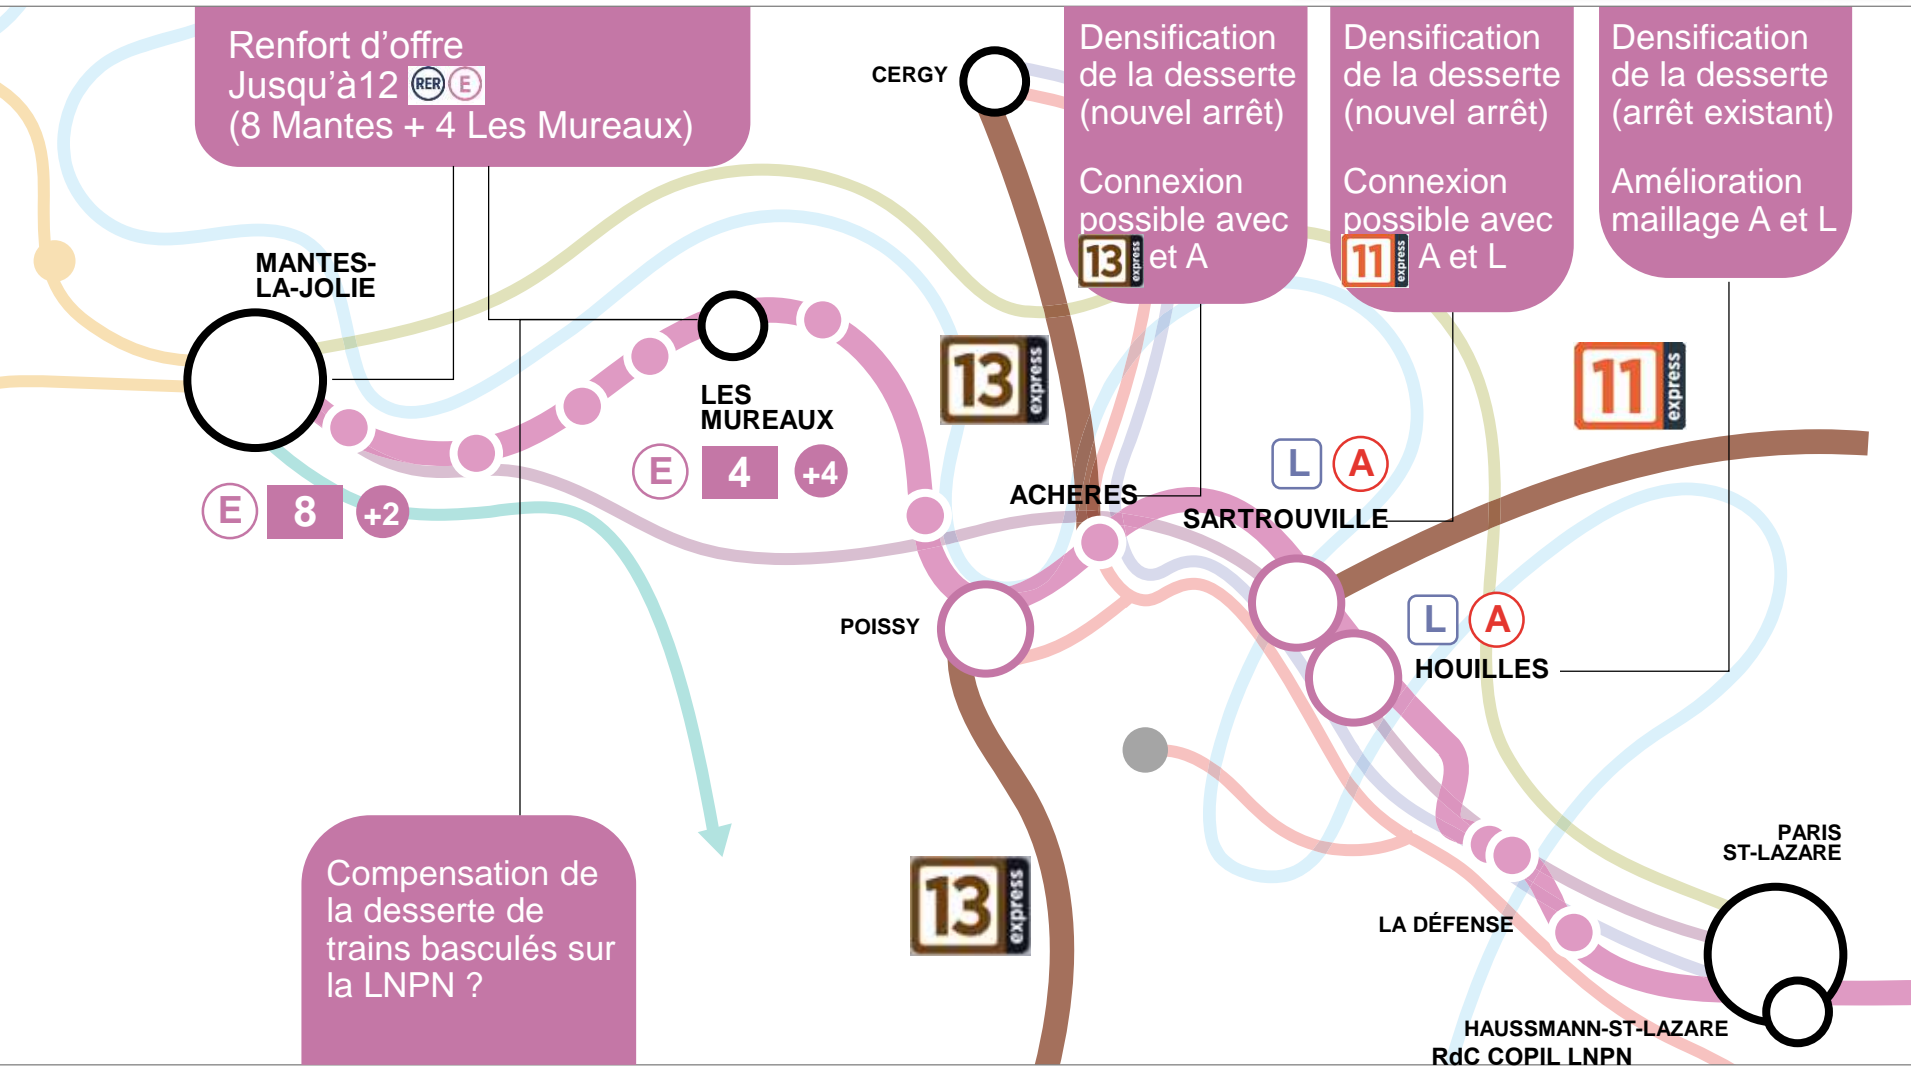 Renfort d’offre
Jusqu’à12 RER E
(8 Mantes + 4 Les Mureaux)
CERGY
Densification
de la desserte
(nouvel arrêt)
Connexion
possible avec
13 express et A
Densification
de la desserte
(nouvel arrêt)
Connexion
possible avec
11 express A et L
Densification
de la desserte
(arrêt existant)
Amélioration
maillage A et L
MANTES-
LA-JOLIE
E 8 +2
LES
MUREAUX
E 4 +4
13 express
11 express
ACHERES
L A
SARTROUVILLE
POISSY
L A
HOUILLES
Compensation de
la desserte de
trains basculés sur
la LNPN ?
13 express
PARIS
ST-LAZARE
LA DÉFENSE
HAUSSMANN-ST-LAZARE
RdC COPIL LNPN